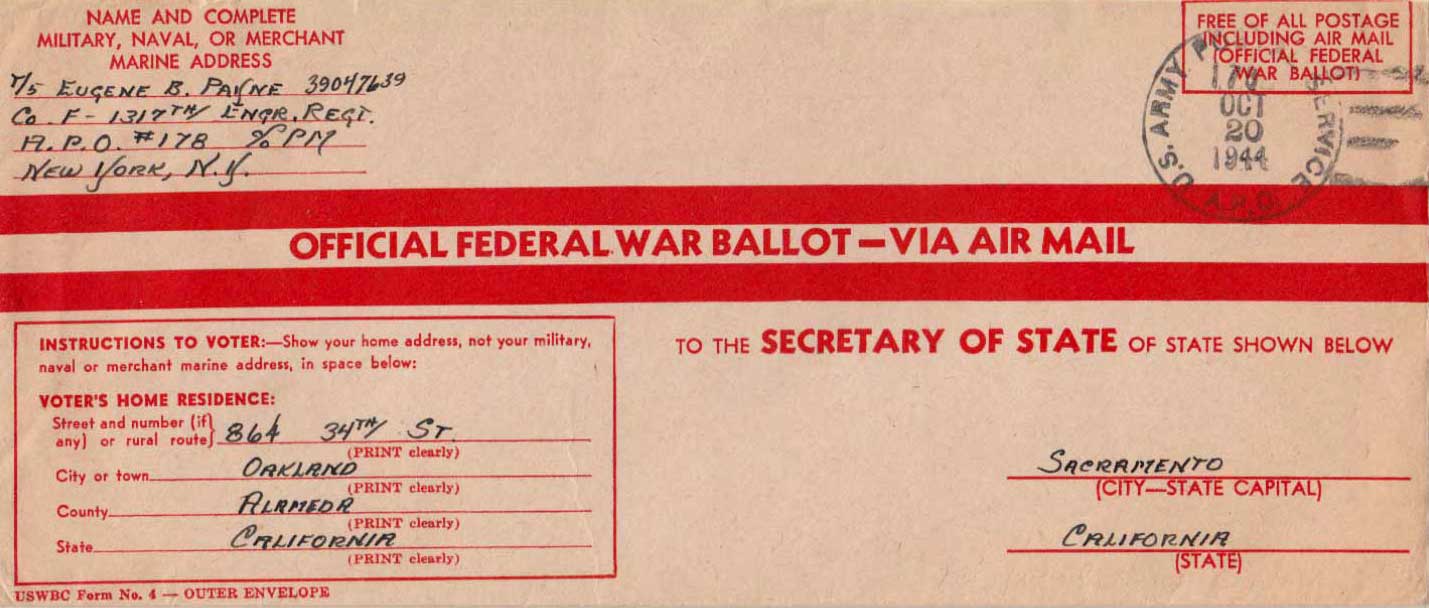 NAME AND COMPLETE
MILITARY, NAVAL, OR MERCHANT
MARINE ADDRESS
T/5 EUGENE B. PAYNE 39047639
CO. F - 1317TH ENGR. REGT.
A.P.O. #178 % PM
NEW YORK, N.Y.
FREE OF ALL POSTAGE
INCLUDING AIR MAIL
(OFFICIAL FEDERAL
WAR BALLOT)
U.S. ARMY SERVICE
OCT
20
1944
A.P.O.
OFFICIAL FEDERAL WAR BALLOT—VIA AIR MAIL
INSTRUCTIONS TO VOTER:—Show your home address, not your military,
naval or merchant marine address, in space below:
VOTER'S HOME RESIDENCE:
Street and number (if
any) or rural route} 864 34TH ST.
(PRINT clearly)
City or town OAKLAND
(PRINT clearly)
County ALAMEDA
(PRINT clearly)
State CALIFORNIA
(PRINT clearly)
USWBC Form No. 4 — OUTER ENVELOPE
TO THE SECRETARY OF STATE OF STATE SHOWN BELOW
SACRAMENTO
(CITY—STATE CAPITAL)
CALIFORNIA
(STATE)